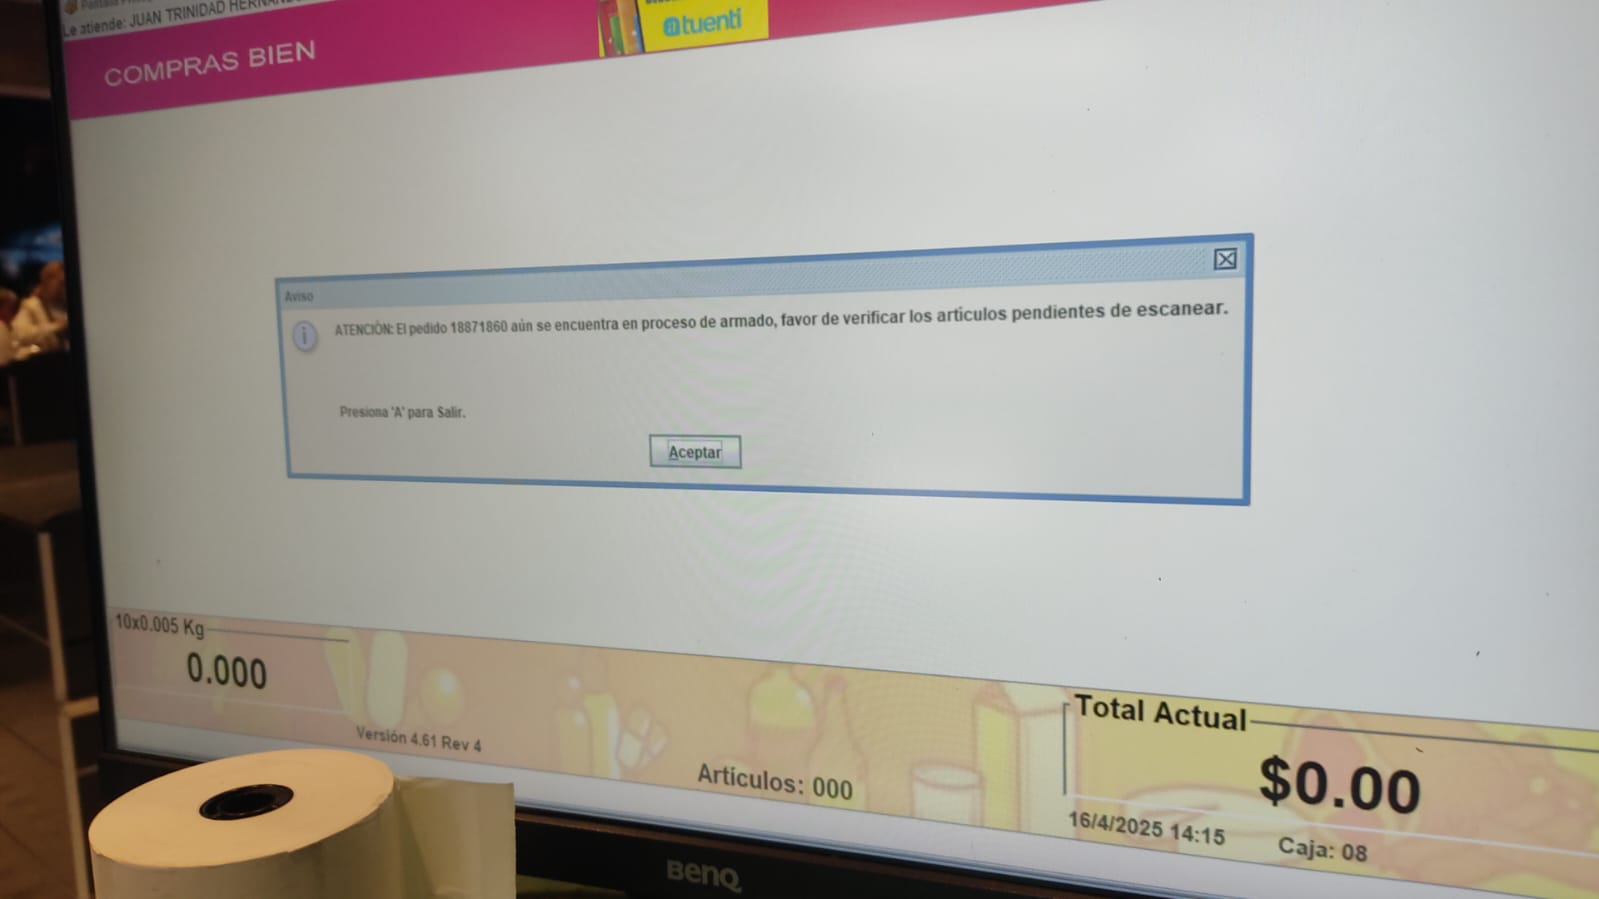 Le atiende: JUAN TRINIDAD
COMPRAS BIEN
@tuenti
Aviso
ATENCIÓN: El pedido 18871860 aún se encuentra en proceso de armado, favor de verificar los articulos pendientes de escanear.
Presiona 'A' para Salir.
Aceptar
10x0.005 Kg
0.000
Versión 4.61 Rev 4
Articulos: 000
Total Actual
$0.00
16/4/2025 14:15
Caja: 08
BenQ